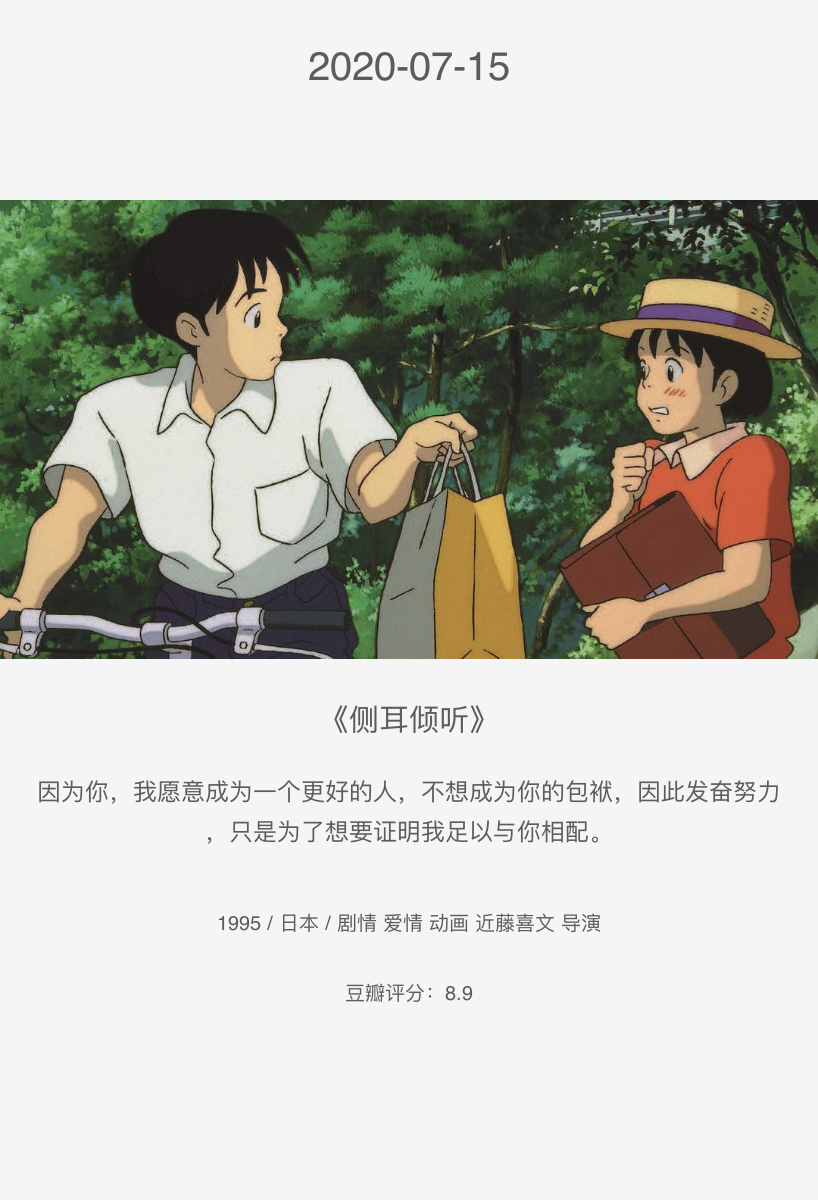 2020-07-15
《侧耳倾听》
因为你，我愿意成为一个更好的人，不想成为你的包袱，因此发奋努力
，只是为了想要证明我足以与你相配。
1995 / 日本 / 剧情 爱情 动画 近藤喜文 导演
豆瓣评分：8.9